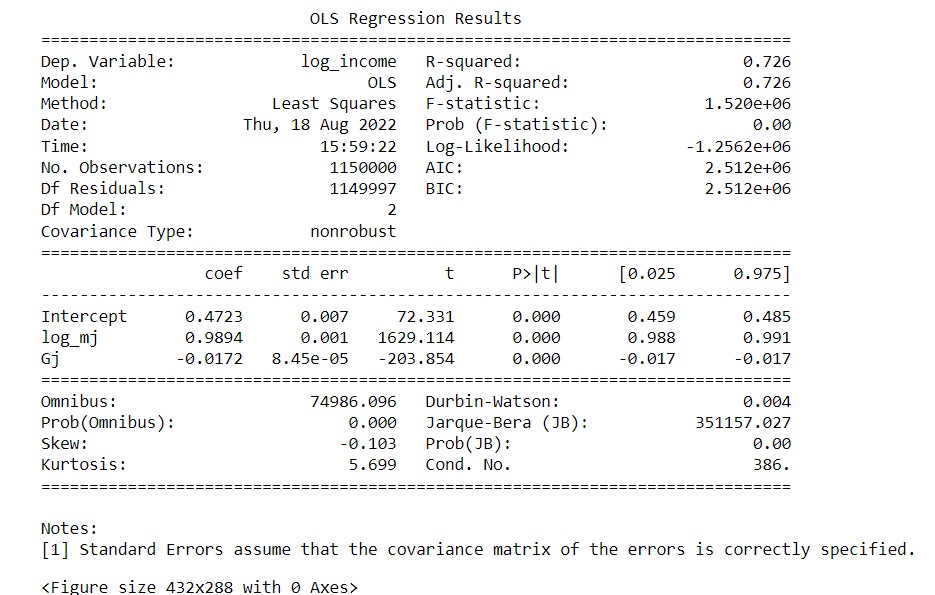 OLS Regression Results
==============================================================================
Dep. Variable:             log_income   R-squared:                       0.726
Model:                            OLS   Adj. R-squared:                  0.726
Method:                 Least Squares   F-statistic:                 1.520e+06
Date:                Thu, 18 Aug 2022   Prob (F-statistic):               0.00
Time:                        15:59:22   Log-Likelihood:            -1.2562e+06
No. Observations:             1150000   AIC:                         2.512e+06
Df Residuals:                 1149997   BIC:                         2.512e+06
Df Model:                           2
Covariance Type:            nonrobust
==============================================================================
                 coef    std err          t      P>|t|      [0.025      0.975]
------------------------------------------------------------------------------
Intercept      0.4723      0.007     72.331      0.000       0.459       0.485
log_mj         0.9894      0.001   1629.114      0.000       0.988       0.991
Gj            -0.0172   8.45e-05   -203.854      0.000      -0.017      -0.017
==============================================================================
Omnibus:                    74986.096   Durbin-Watson:                   0.004
Prob(Omnibus):                  0.000   Jarque-Bera (JB):           351157.027
Skew:                          -0.103   Prob(JB):                         0.00
Kurtosis:                       5.699   Cond. No.                         386.
==============================================================================
Notes:
[1] Standard Errors assume that the covariance matrix of the errors is correctly specified.
<Figure size 432x288 with 0 Axes>